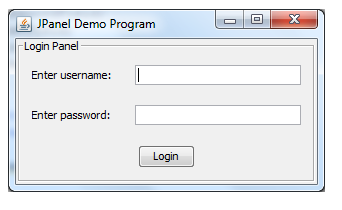 JPanel Demo Program
Login Panel
Enter username:
Enter password:
Login